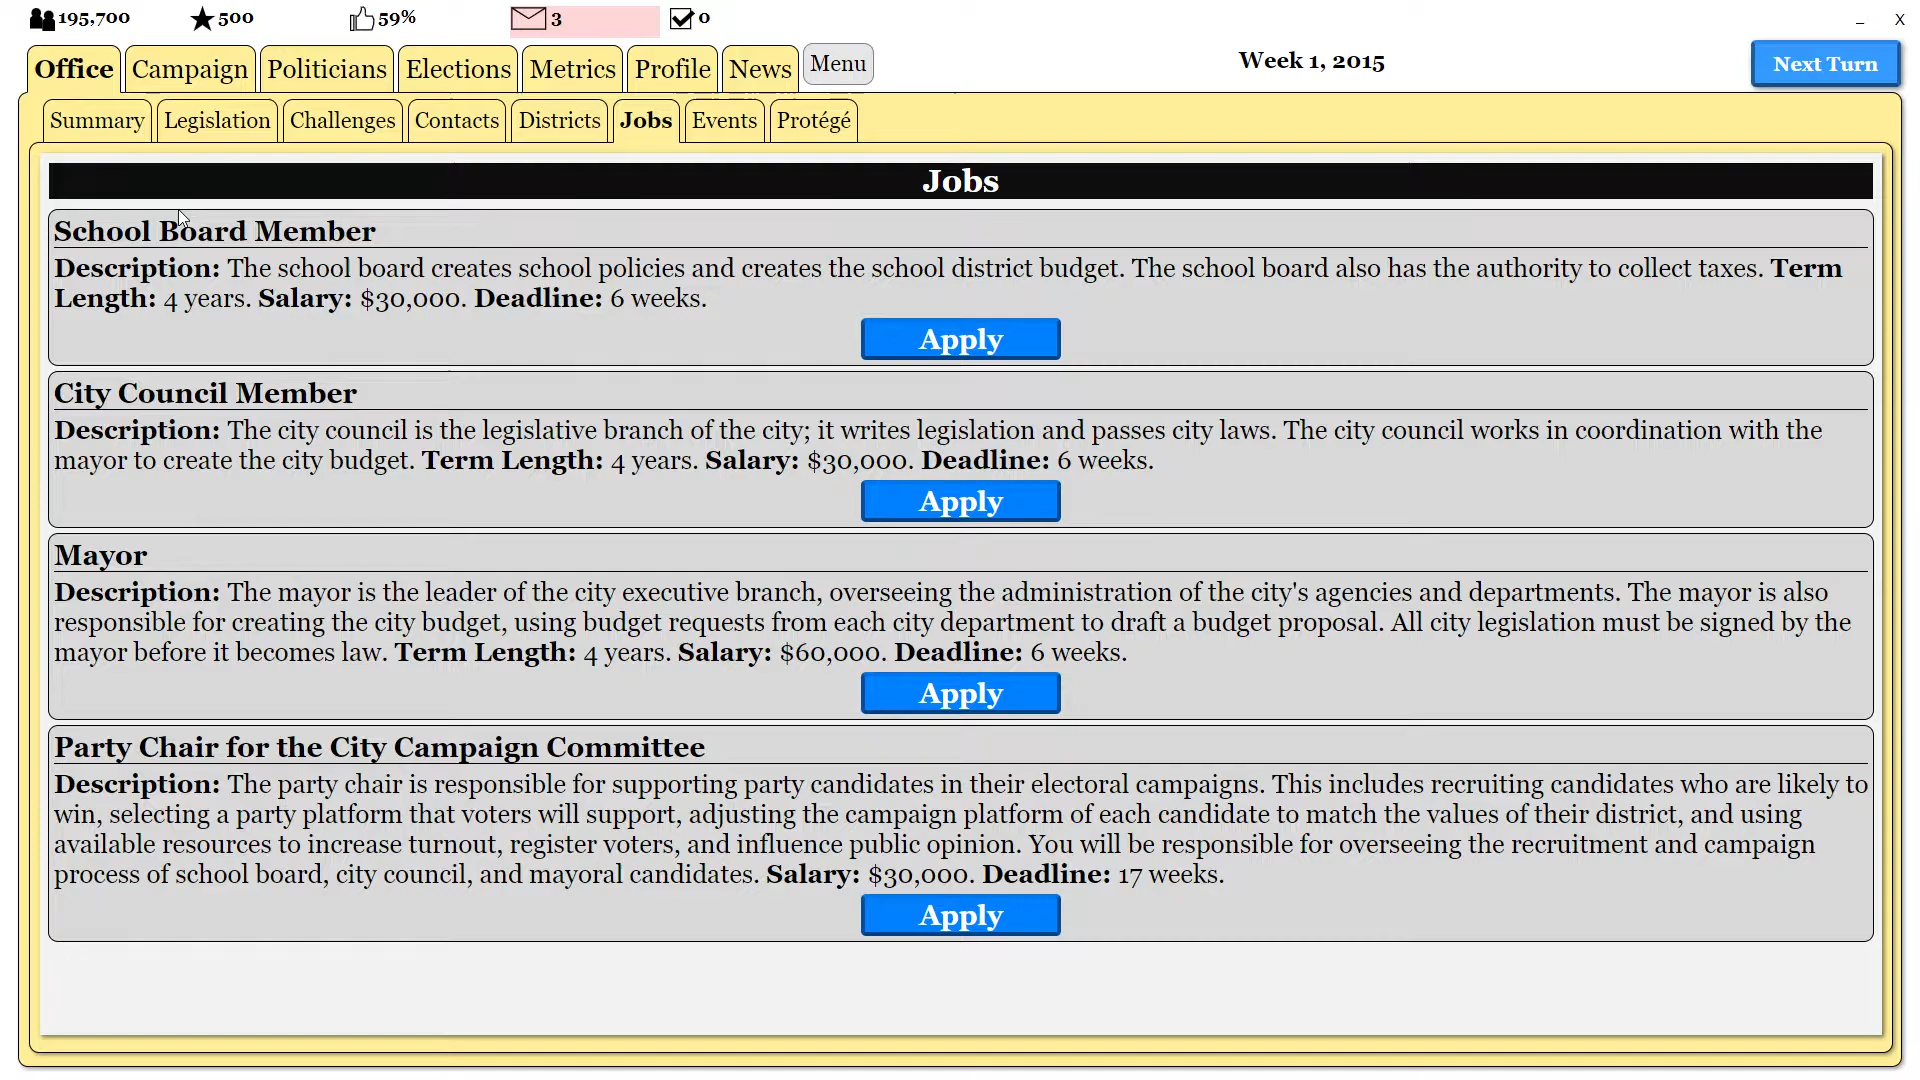 195,700 500 59% 3 0 _ X
Office Campaign Politicians Elections Metrics Profile News Menu Week 1, 2015 Next Turn
Summary Legislation Challenges Contacts Districts Jobs Events Protégé
Jobs
School Board Member
Description: The school board creates school policies and creates the school district budget. The school board also has the authority to collect taxes. Term
Length: 4 years. Salary: $30,000. Deadline: 6 weeks.
Apply
City Council Member
Description: The city council is the legislative branch of the city; it writes legislation and passes city laws. The city council works in coordination with the
mayor to create the city budget. Term Length: 4 years. Salary: $30,000. Deadline: 6 weeks.
Apply
Mayor
Description: The mayor is the leader of the city executive branch, overseeing the administration of the city's agencies and departments. The mayor is also
responsible for creating the city budget, using budget requests from each city department to draft a budget proposal. All city legislation must be signed by the
mayor before it becomes law. Term Length: 4 years. Salary: $60,000. Deadline: 6 weeks.
Apply
Party Chair for the City Campaign Committee
Description: The party chair is responsible for supporting party candidates in their electoral campaigns. This includes recruiting candidates who are likely to
win, selecting a party platform that voters will support, adjusting the campaign platform of each candidate to match the values of their district, and using
available resources to increase turnout, register voters, and influence public opinion. You will be responsible for overseeing the recruitment and campaign
process of school board, city council, and mayoral candidates. Salary: $30,000. Deadline: 17 weeks.
Apply